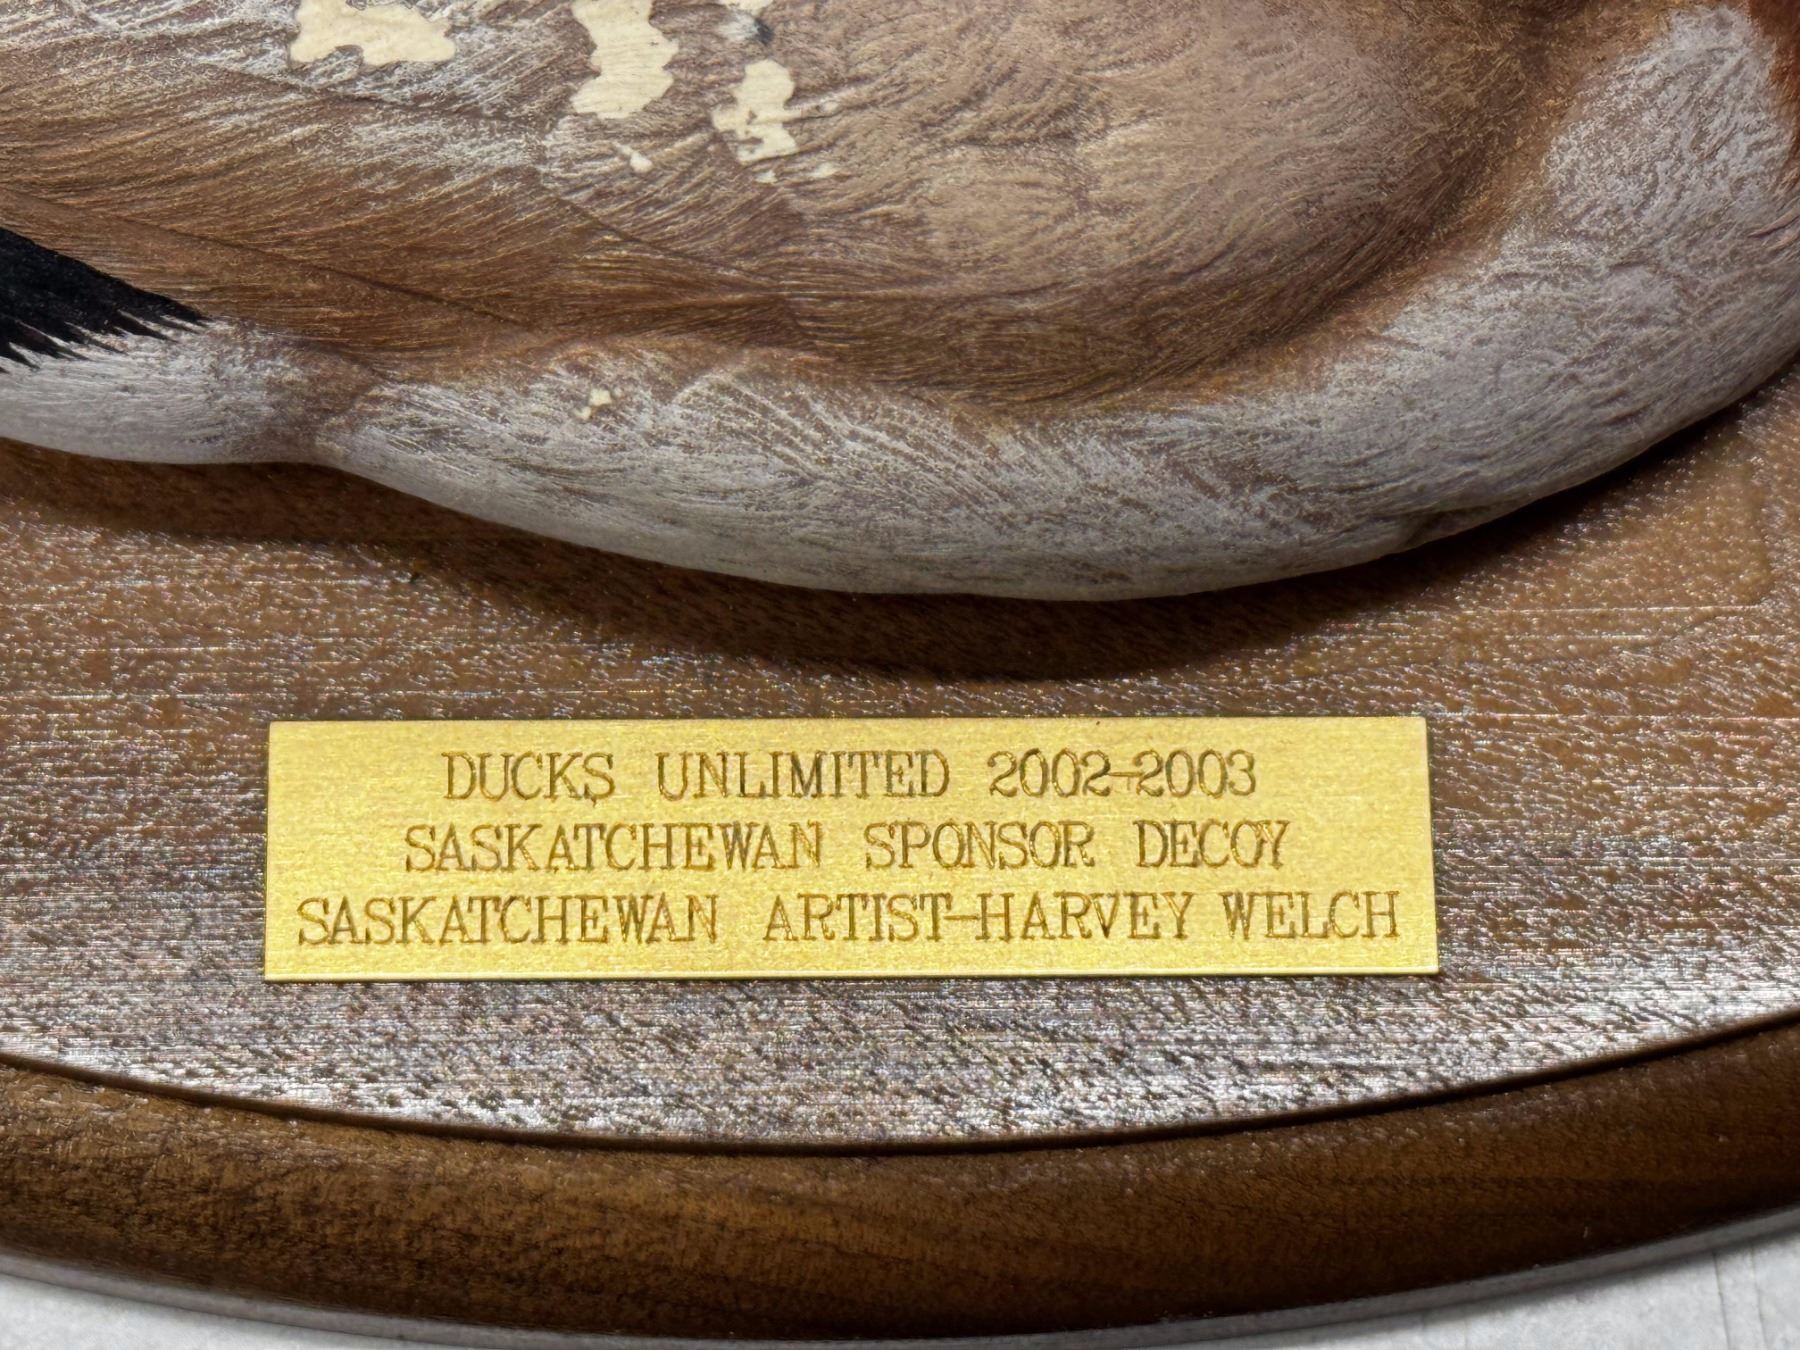 DUCKS UNLIMITED 2002-2003
SASKATCHEWAN SPONSOR DECOY
SASKATCHEWAN ARTIST-HARVEY WELCH